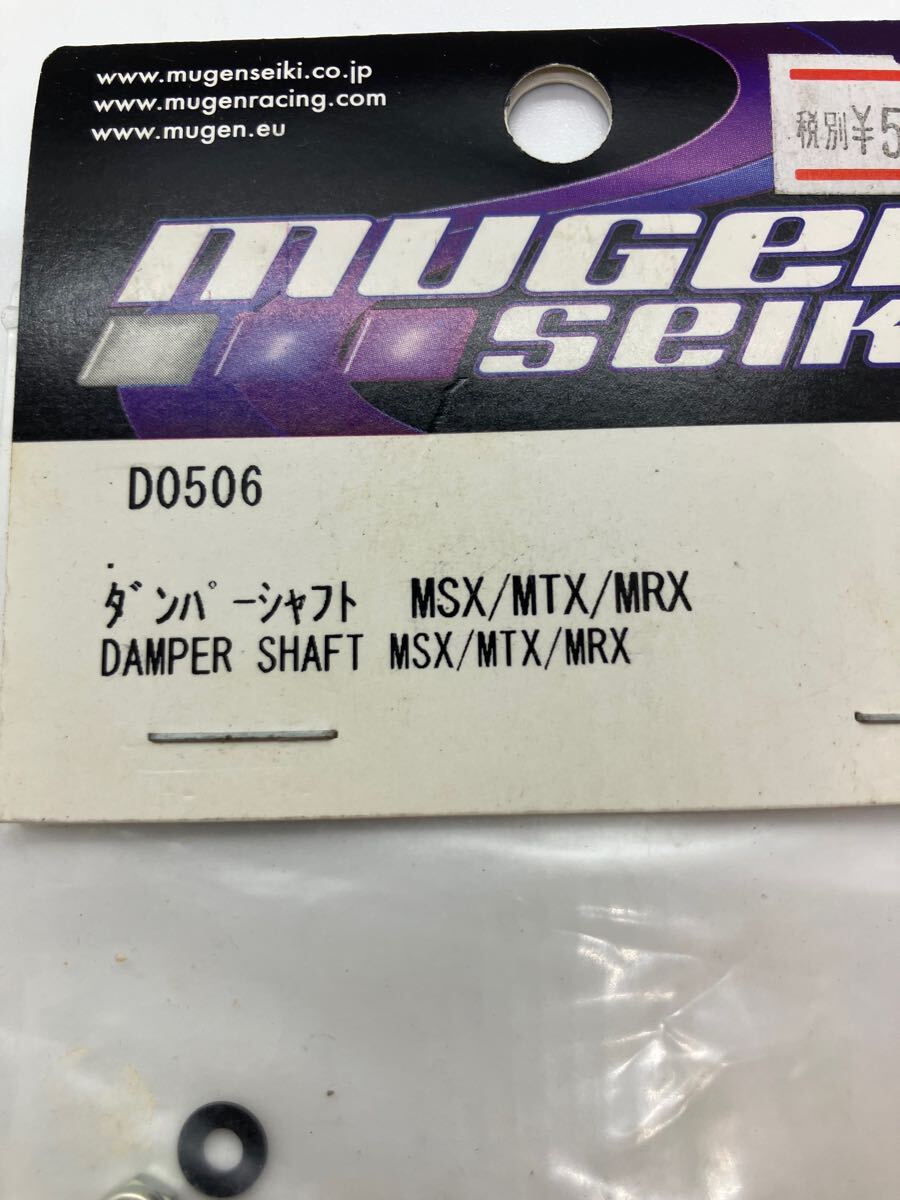 www.mugenseiki.co.jp
www.mugenracing.com
www.mugen.eu
税別¥5
mugen
seik
D0506
ﾀﾞﾝﾊﾟｰｼｬﾌﾄ MSX/MTX/MRX
DAMPER SHAFT MSX/MTX/MRX